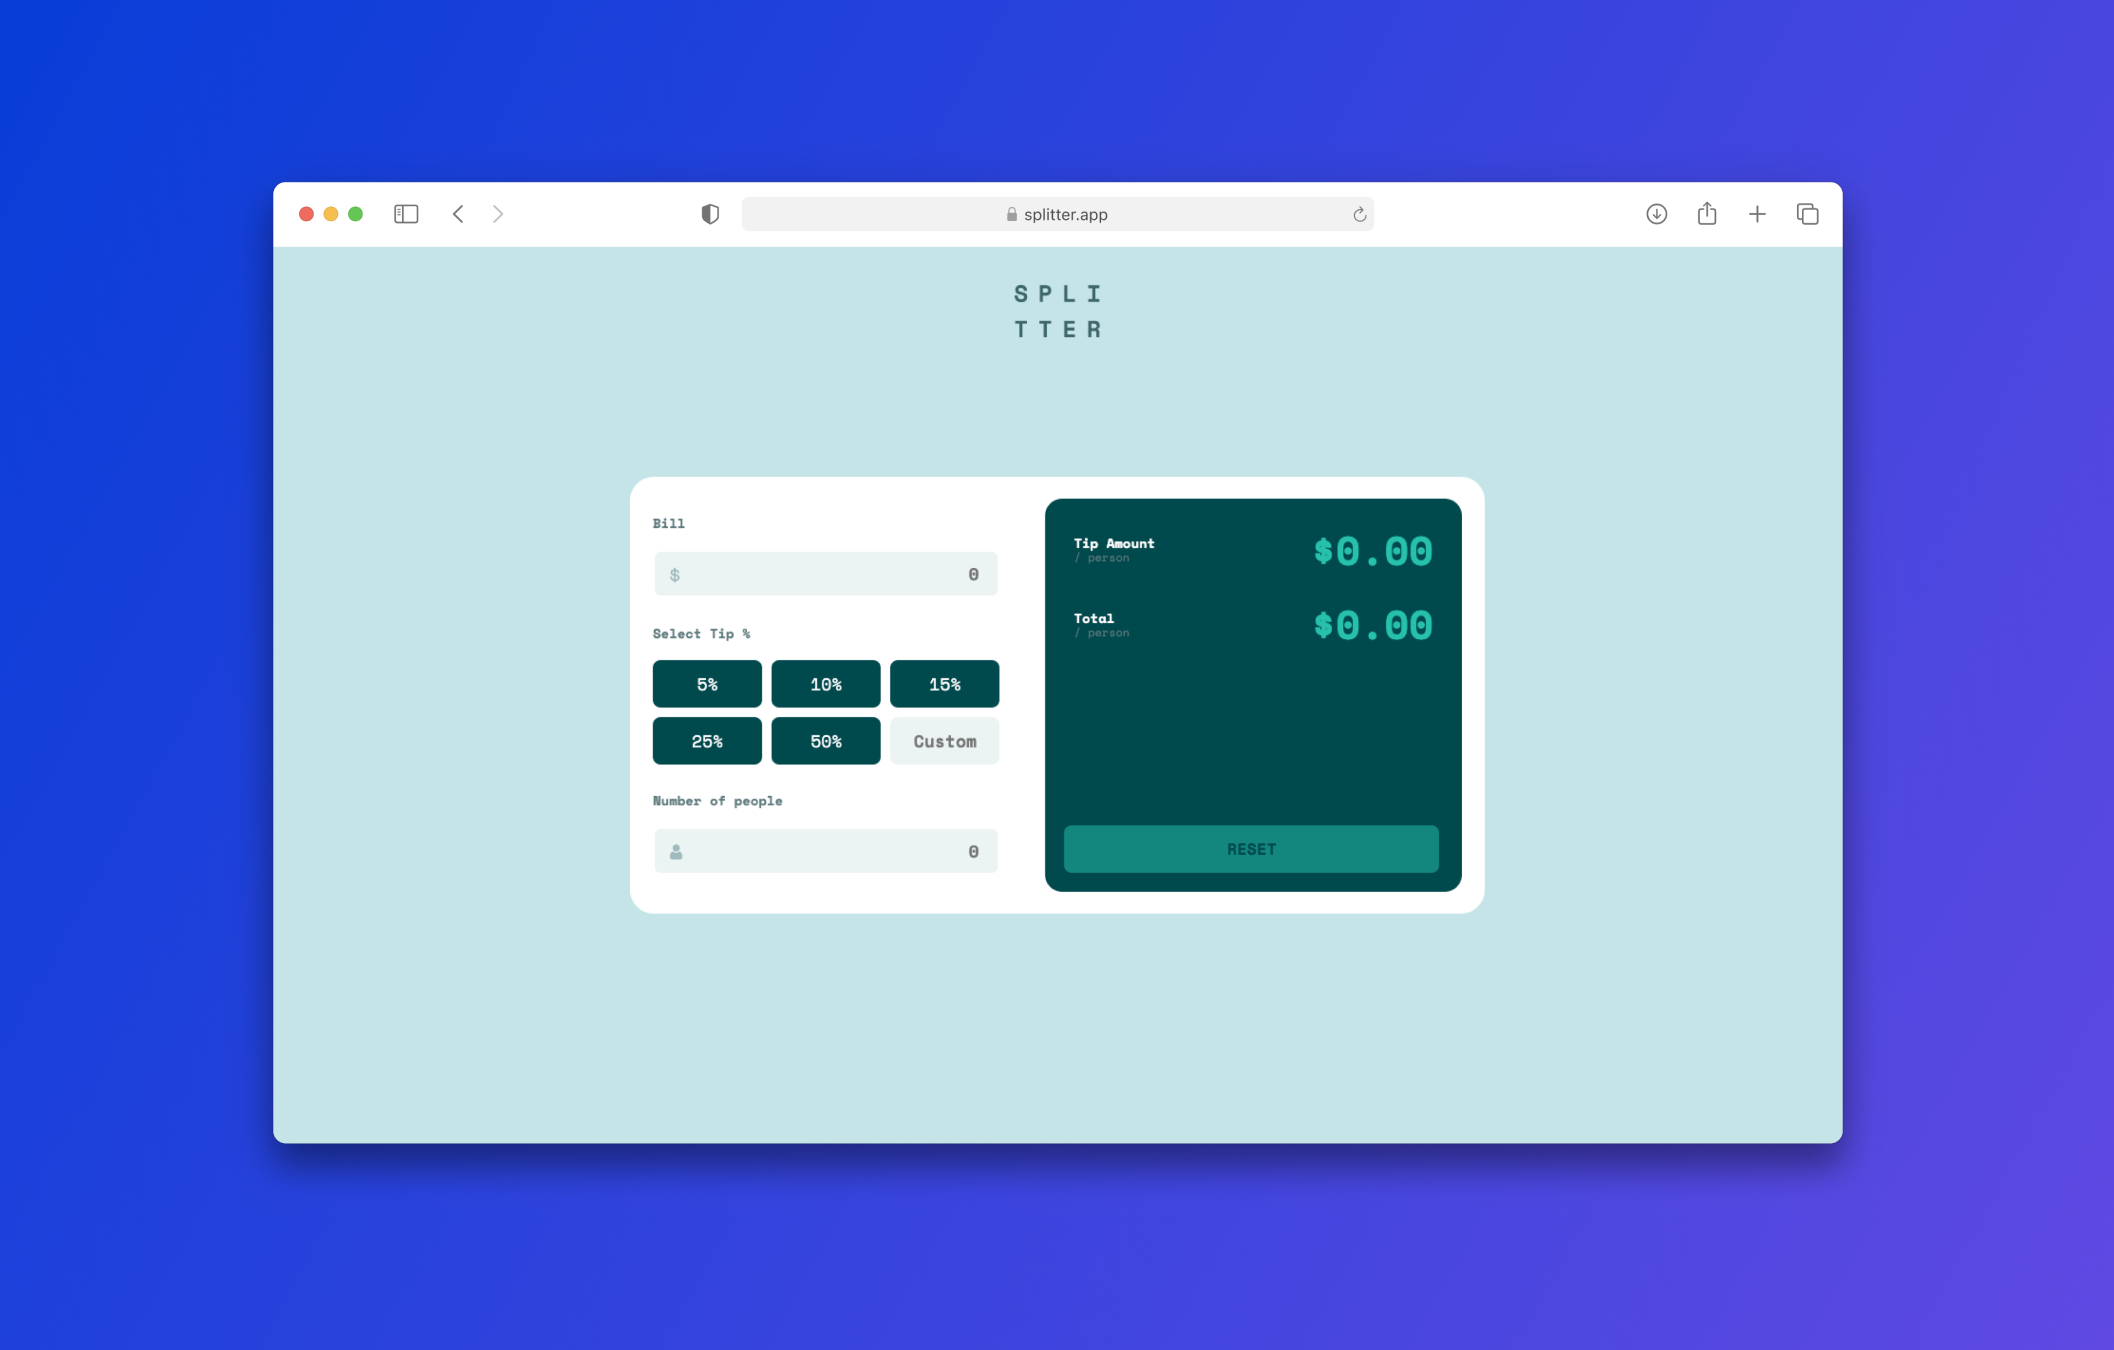 splitter.app
SPLI
TTER
Bill
$ 0
Select Tip %
5% 10% 15%
25% 50% Custom
Number of people
0
Tip Amount $0.00
/ person
Total $0.00
/ person
RESET